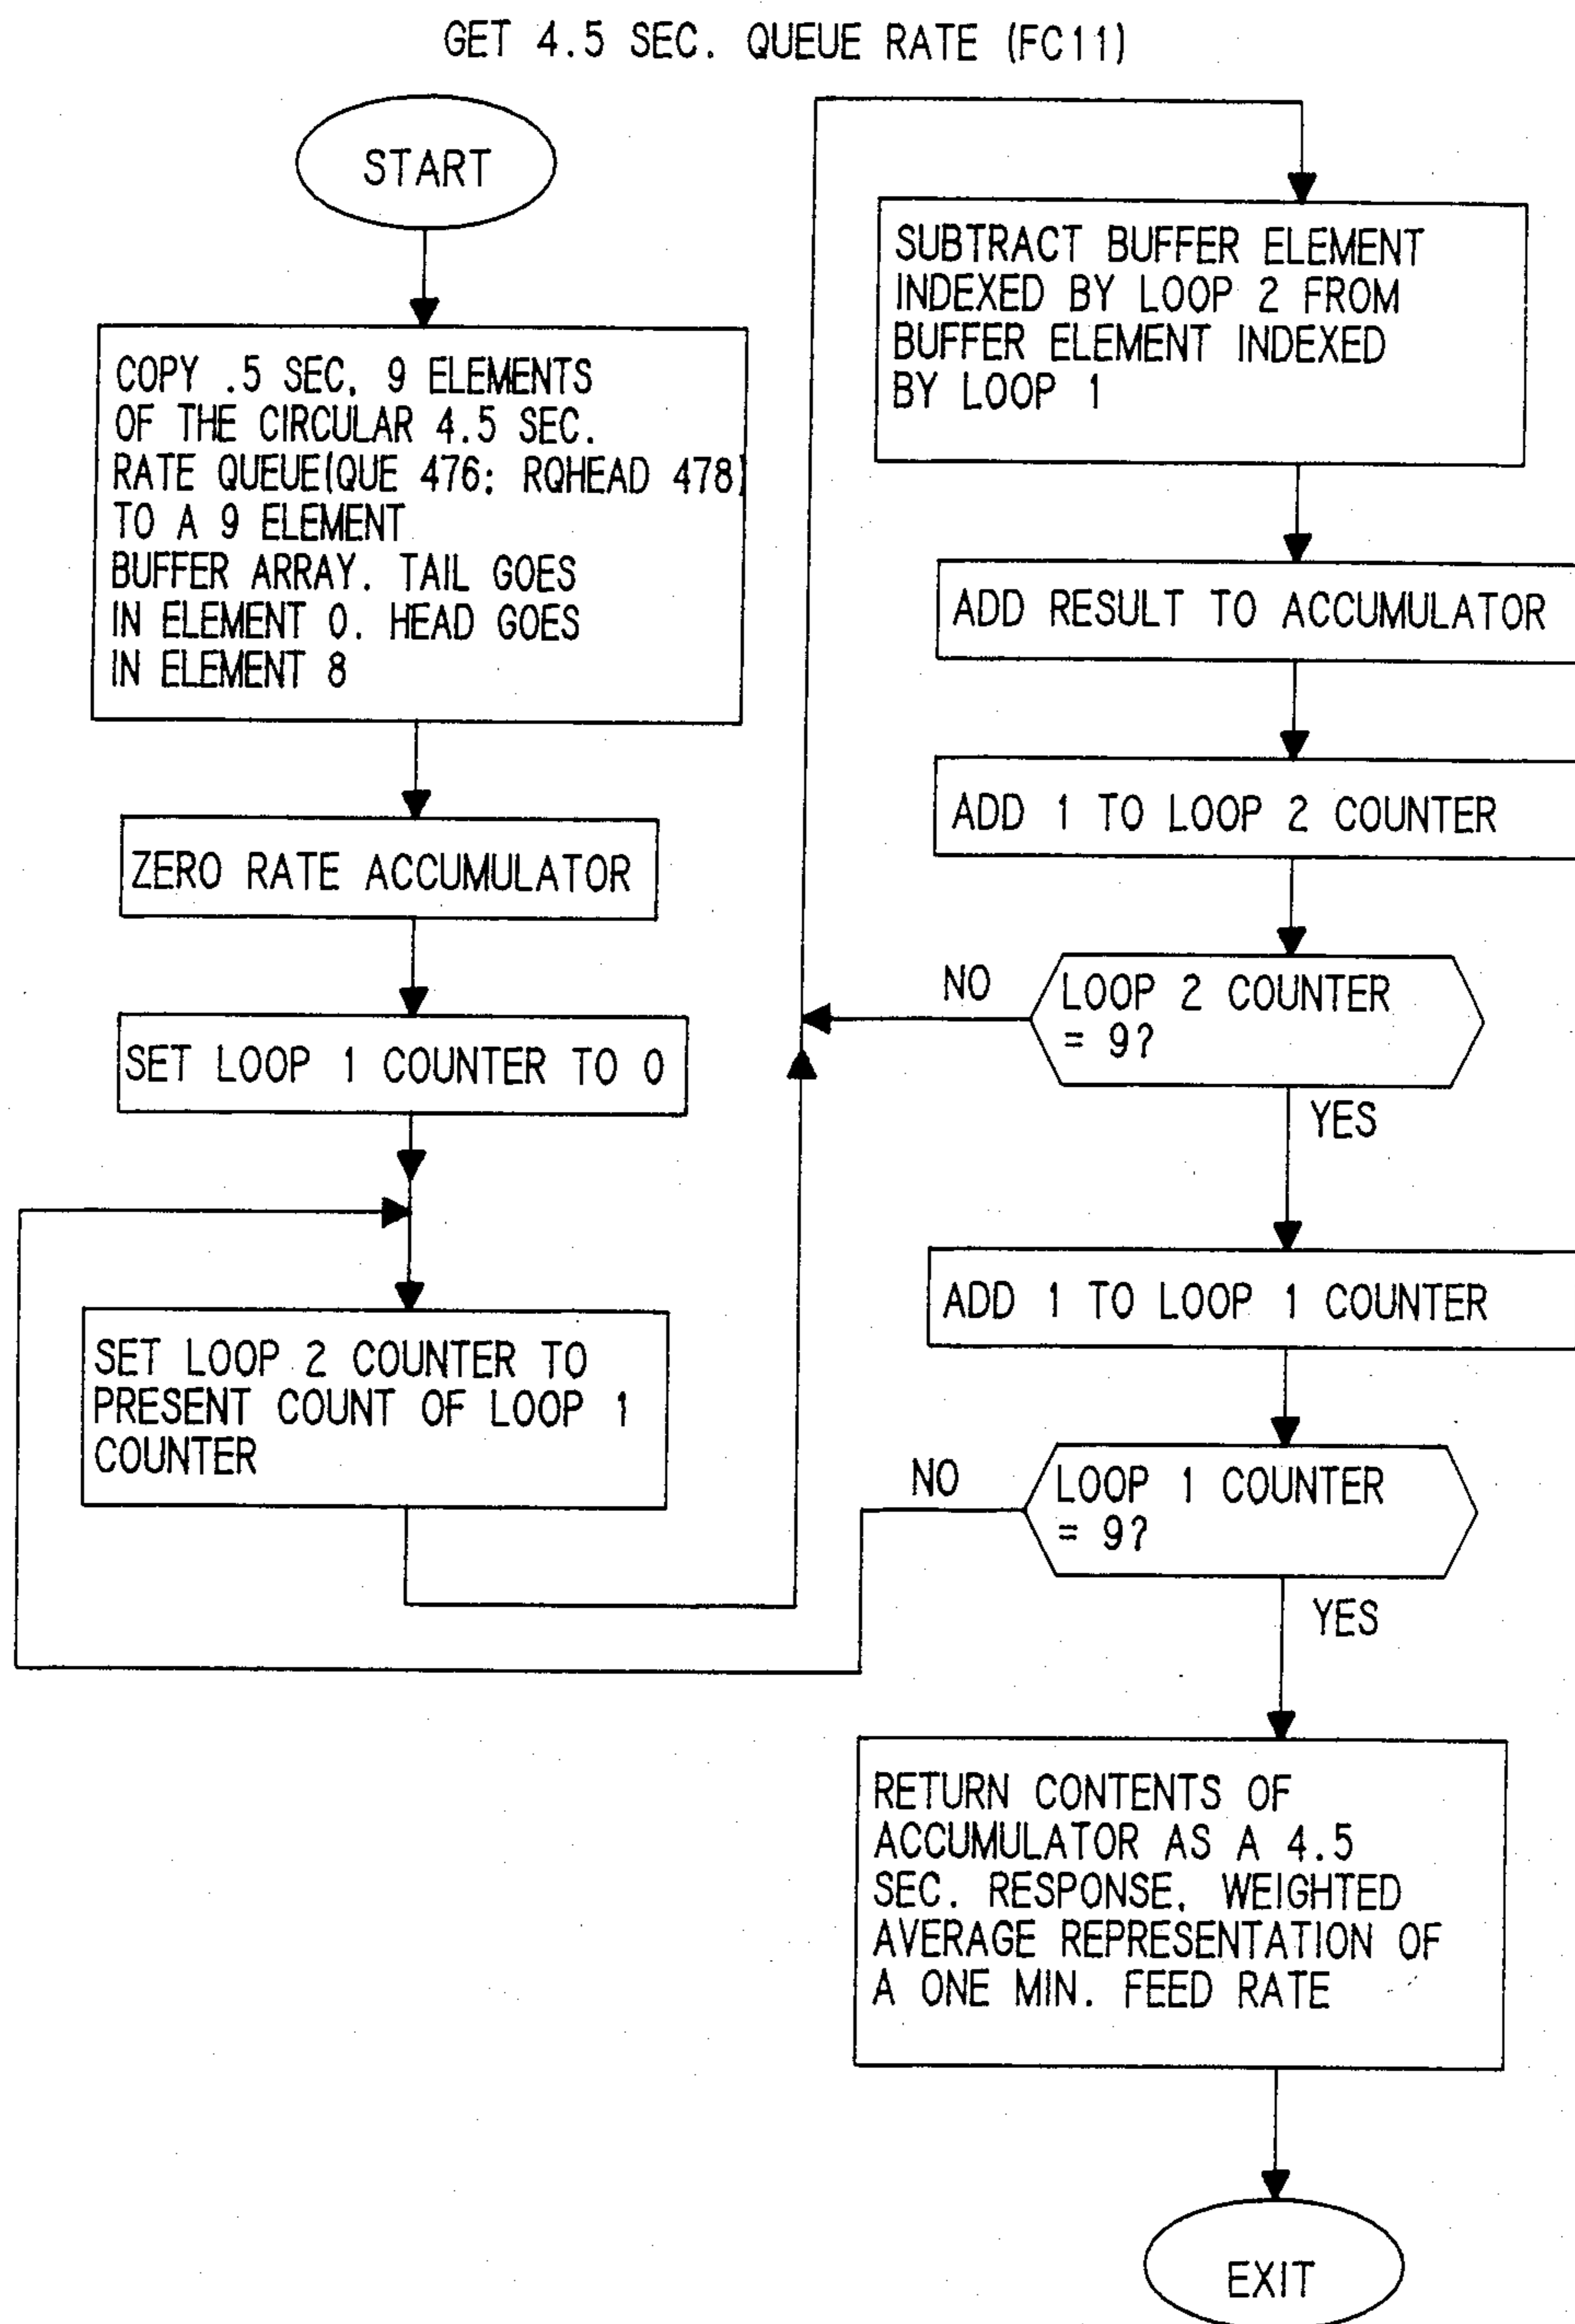 GET 4.5 SEC. QUEUE RATE (FC11)
START
COPY .5 SEC, 9 ELEMENTS
OF THE CIRCULAR 4.5 SEC.
RATE QUEUE(QUE 476; RQHEAD 478)
TO A 9 ELEMENT
BUFFER ARRAY. TAIL GOES
IN ELEMENT 0. HEAD GOES
IN ELEMENT 8
ZERO RATE ACCUMULATOR
SET LOOP 1 COUNTER TO 0
SET LOOP 2 COUNTER TO
PRESENT COUNT OF LOOP 1
COUNTER
SUBTRACT BUFFER ELEMENT
INDEXED BY LOOP 2 FROM
BUFFER ELEMENT INDEXED
BY LOOP 1
ADD RESULT TO ACCUMULATOR
ADD 1 TO LOOP 2 COUNTER
NO
LOOP 2 COUNTER
= 9?
YES
ADD 1 TO LOOP 1 COUNTER
NO
LOOP 1 COUNTER
= 9?
YES
RETURN CONTENTS OF
ACCUMULATOR AS A 4.5
SEC. RESPONSE, WEIGHTED
AVERAGE REPRESENTATION OF
A ONE MIN. FEED RATE
EXIT